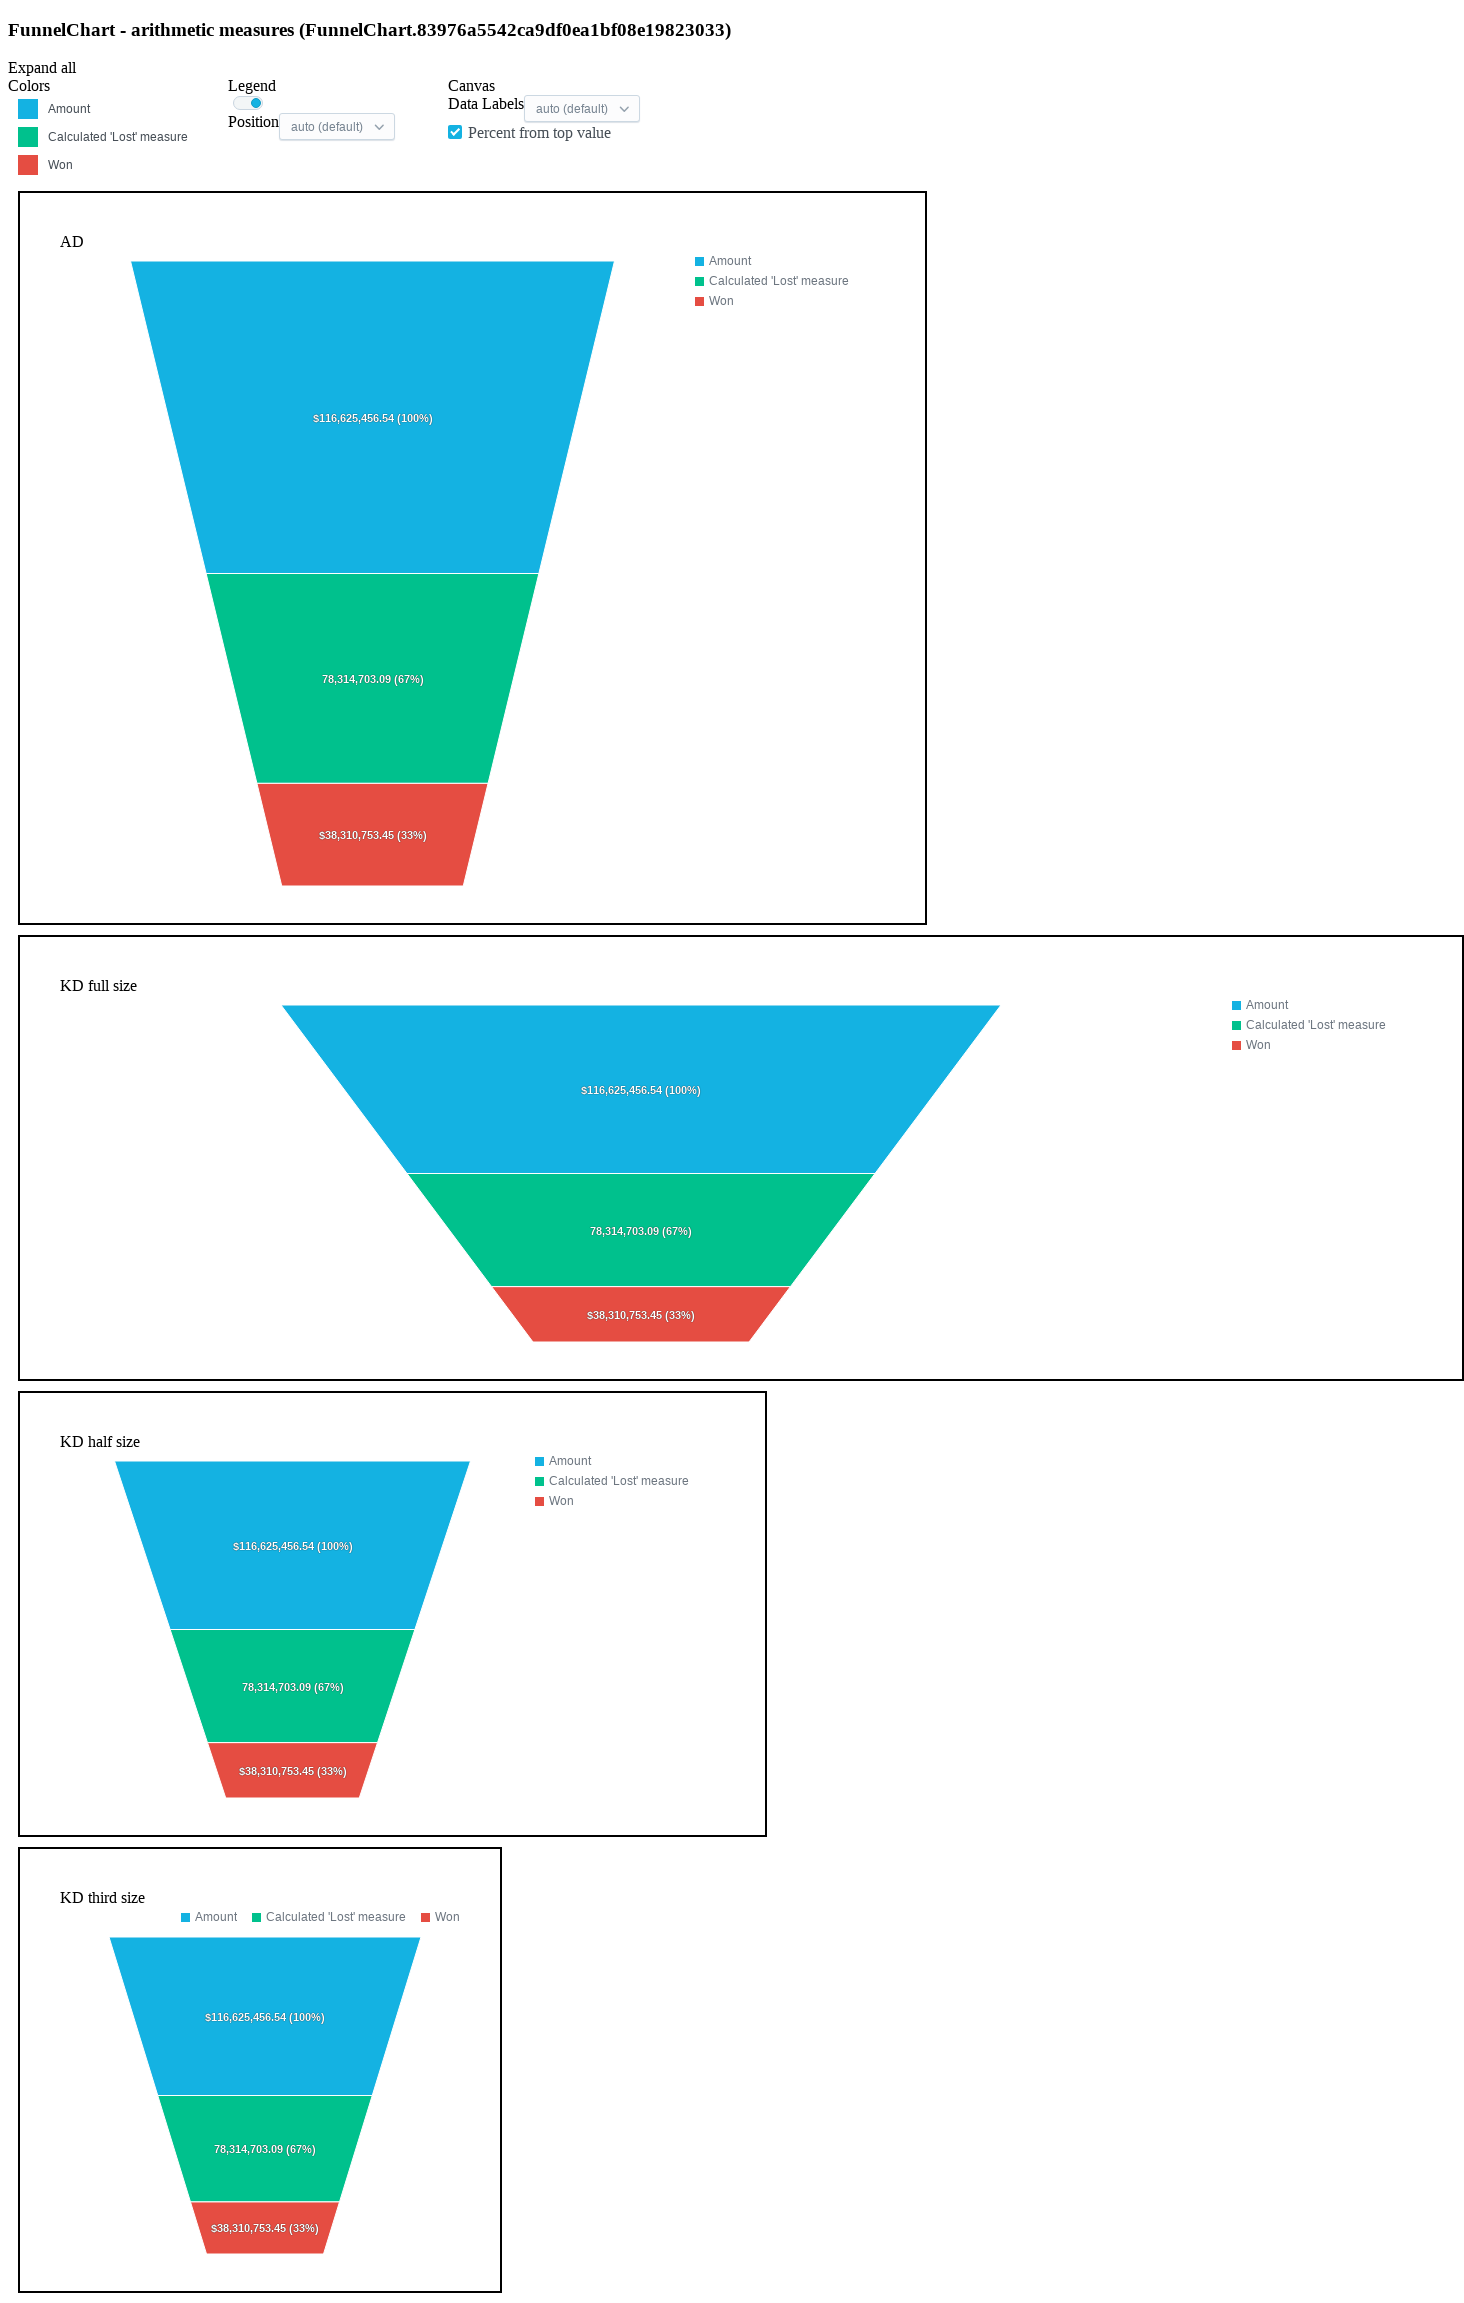 FunnelChart - arithmetic measures (FunnelChart.83976a5542ca9df0ea1bf08e19823033)
Expand all
Colors
Amount
Calculated 'Lost' measure
Won
Legend
Position auto (default)
Canvas
Data Labels auto (default)
Percent from top value
AD
Amount
Calculated 'Lost' measure
Won
$116,625,456.54 (100%)
78,314,703.09 (67%)
$38,310,753.45 (33%)
KD full size
Amount
Calculated 'Lost' measure
Won
$116,625,456.54 (100%)
78,314,703.09 (67%)
$38,310,753.45 (33%)
KD half size
Amount
Calculated 'Lost' measure
Won
$116,625,456.54 (100%)
78,314,703.09 (67%)
$38,310,753.45 (33%)
KD third size
Amount Calculated 'Lost' measure Won
$116,625,456.54 (100%)
78,314,703.09 (67%)
$38,310,753.45 (33%)